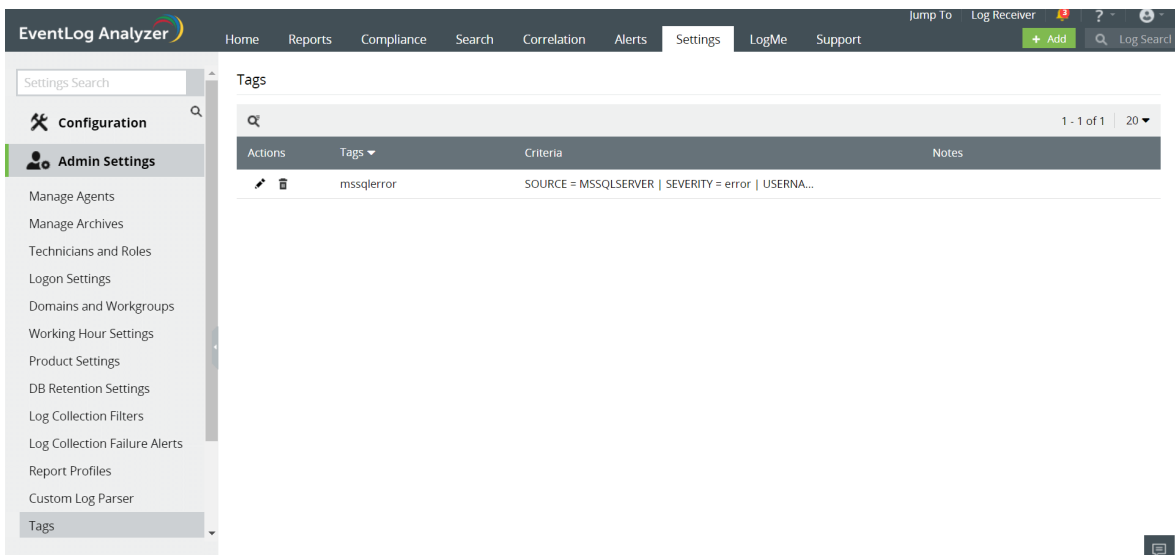 Jump To Log Receiver 3 ?
EventLog Analyzer
Home Reports Compliance Search Correlation Alerts Settings LogMe Support
+ Add Log Searcl
Settings Search
Configuration
Admin Settings
Manage Agents
Manage Archives
Technicians and Roles
Logon Settings
Domains and Workgroups
Working Hour Settings
Product Settings
DB Retention Settings
Log Collection Filters
Log Collection Failure Alerts
Report Profiles
Custom Log Parser
Tags
Tags
1 - 1 of 1 20
Actions Tags Criteria Notes
mssqlerror SOURCE = MSSQLSERVER | SEVERITY = error | USERNA...